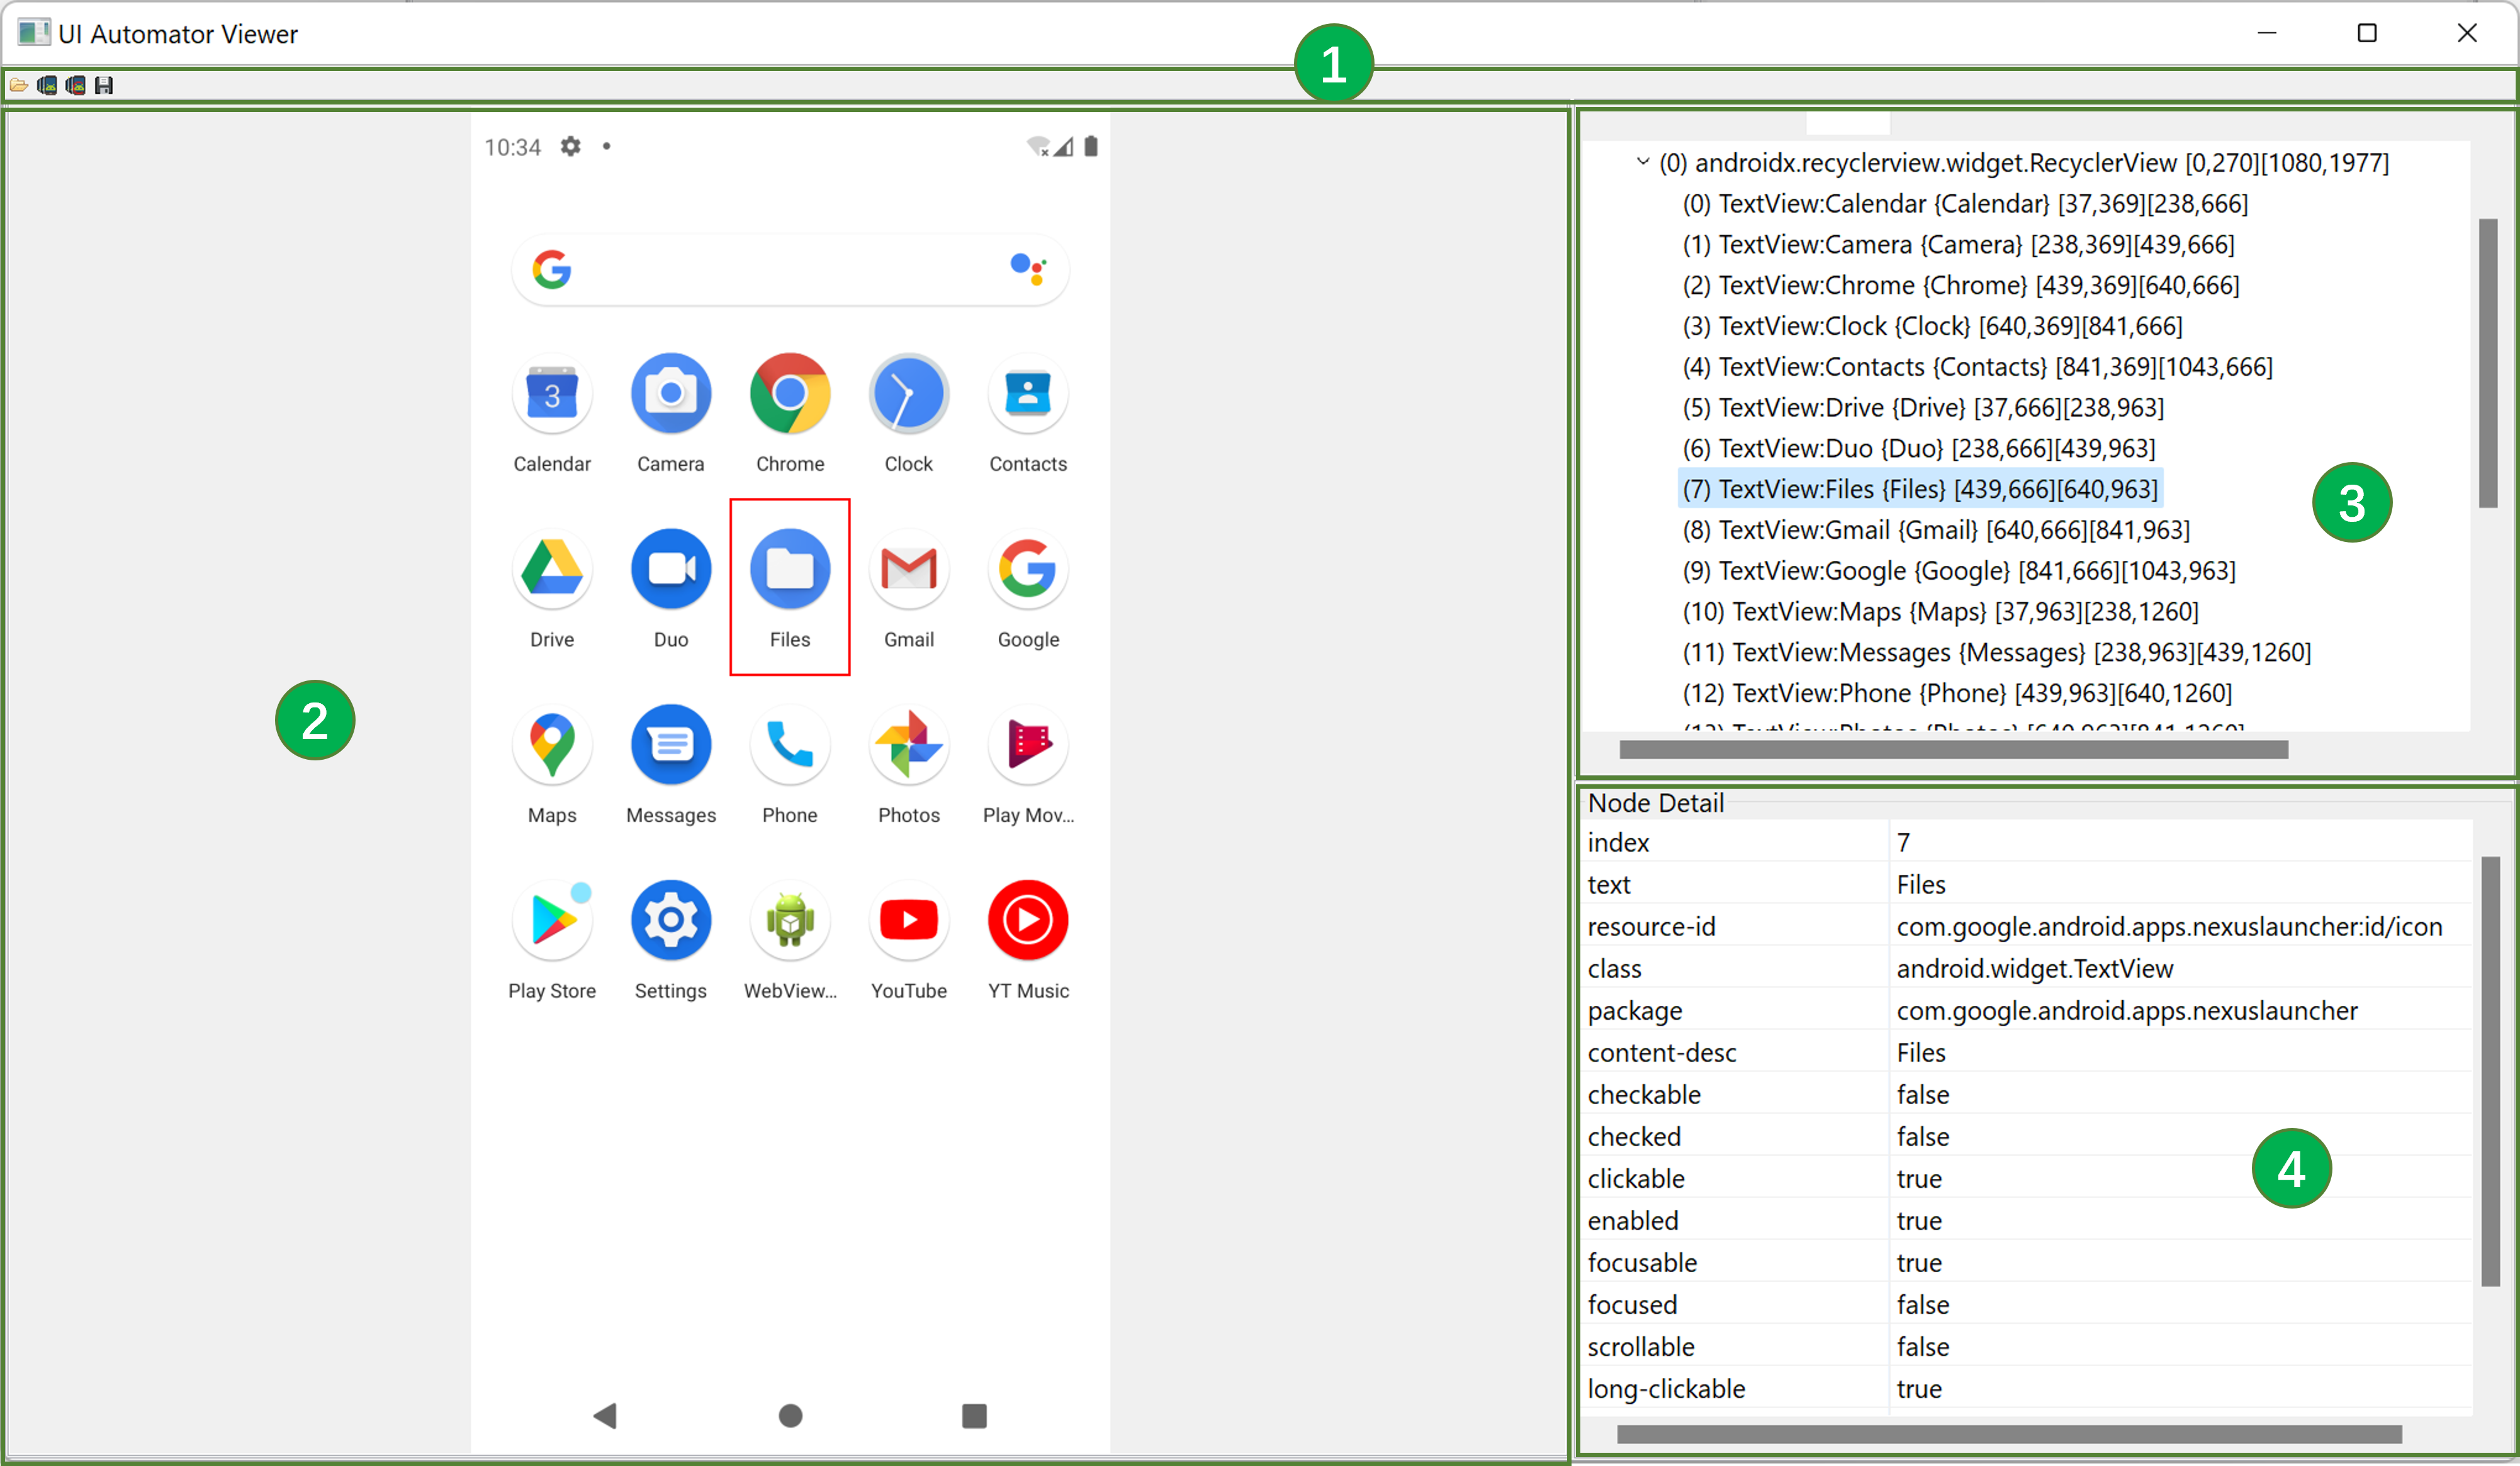 UI Automator Viewer
1
10:34
3
Calendar Camera Chrome Clock Contacts
Drive Duo Files Gmail Google
2
Maps Messages Phone Photos Play Mov...
Play Store Settings WebView... YouTube YT Music
(0) androidx.recyclerview.widget.RecyclerView [0,270][1080,1977]
(0) TextView:Calendar {Calendar} [37,369][238,666]
(1) TextView:Camera {Camera} [238,369][439,666]
(2) TextView:Chrome {Chrome} [439,369][640,666]
(3) TextView:Clock {Clock} [640,369][841,666]
(4) TextView:Contacts {Contacts} [841,369][1043,666]
(5) TextView:Drive {Drive} [37,666][238,963]
(6) TextView:Duo {Duo} [238,666][439,963]
(7) TextView:Files {Files} [439,666][640,963]
3
(8) TextView:Gmail {Gmail} [640,666][841,963]
(9) TextView:Google {Google} [841,666][1043,963]
(10) TextView:Maps {Maps} [37,963][238,1260]
(11) TextView:Messages {Messages} [238,963][439,1260]
(12) TextView:Phone {Phone} [439,963][640,1260]
Node Detail
index 7
text Files
resource-id com.google.android.apps.nexuslauncher:id/icon
class android.widget.TextView
package com.google.android.apps.nexuslauncher
content-desc Files
checkable false
checked false
4
clickable true
enabled true
focusable true
focused false
scrollable false
long-clickable true